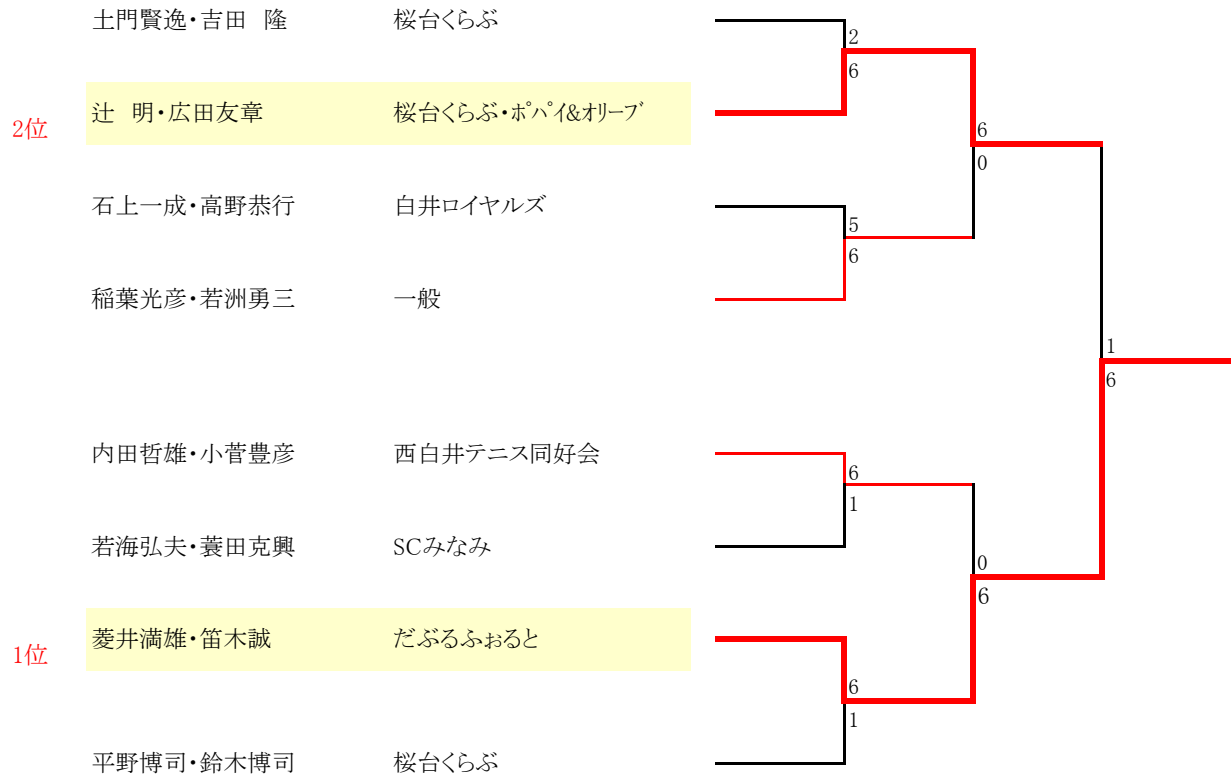 土門賢逸・吉田 隆 桜台くらぶ
2
6
2位 辻 明・広田友章 桜台くらぶ・ポパイ&オリーブ
6
0
石上一成・高野恭行 白井ロイヤルズ
5
6
稲葉光彦・若洲勇三 一般
1
6
内田哲雄・小菅豊彦 西白井テニス同好会
6
1
若海弘夫・蓑田克興 SCみなみ
0
6
1位 菱井満雄・笛木誠 だぶるふぉると
6
1
平野博司・鈴木博司 桜台くらぶ